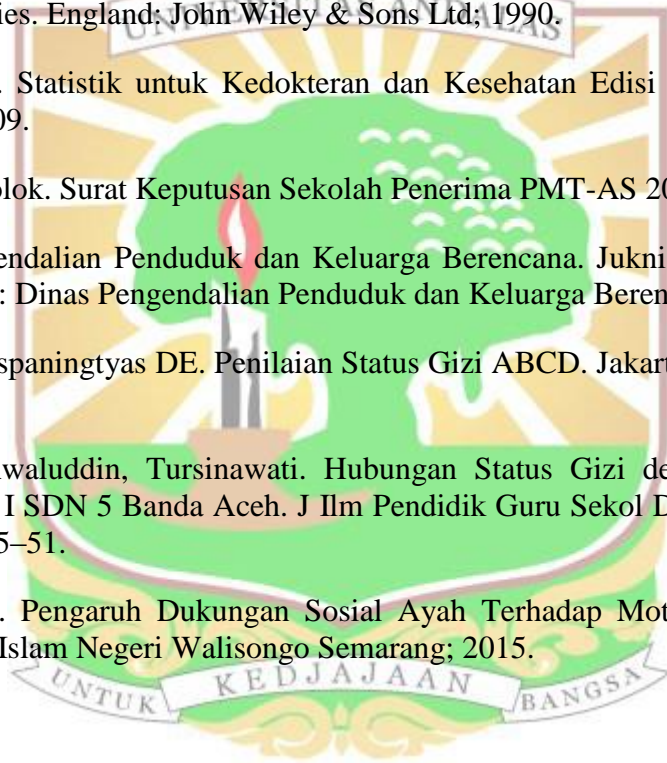 ies. England: John Wiley & Sons Ltd; 1990.
UNIVERSITAS ANDALAS
. Statistik untuk Kedokteran dan Kesehatan Edisi
09.
olok. Surat Keputusan Sekolah Penerima PMT-AS 20
endalian Penduduk dan Keluarga Berencana. Jukni
: Dinas Pengendalian Penduduk dan Keluarga Beren
spaningtyas DE. Penilaian Status Gizi ABCD. Jakart
waluddin, Tursinawati. Hubungan Status Gizi de
I SDN 5 Banda Aceh. J Ilm Pendidik Guru Sekol D
5–51.
. Pengaruh Dukungan Sosial Ayah Terhadap Mot
Islam Negeri Walisongo Semarang; 2015.
UNTUK KEDJAJAAN BANGSA